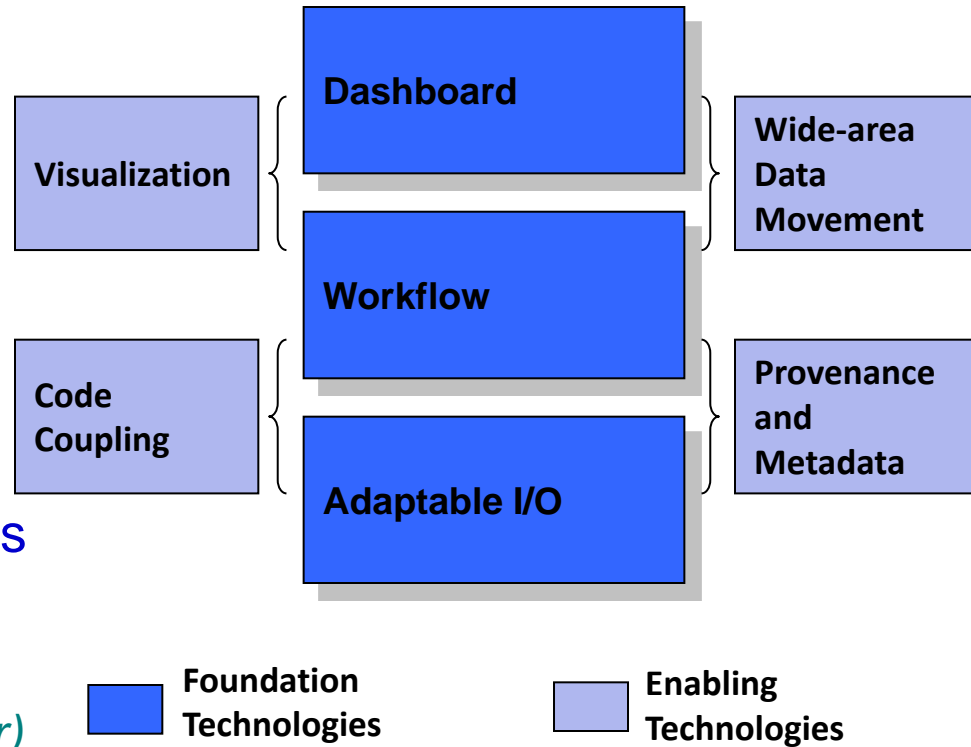 Dashboard
Visualization
Wide-area
Data
Movement
Workflow
Code
Coupling
Provenance
and
Metadata
Adaptable I/O
s
r)
Foundation
Technologies
Enabling
Technologies